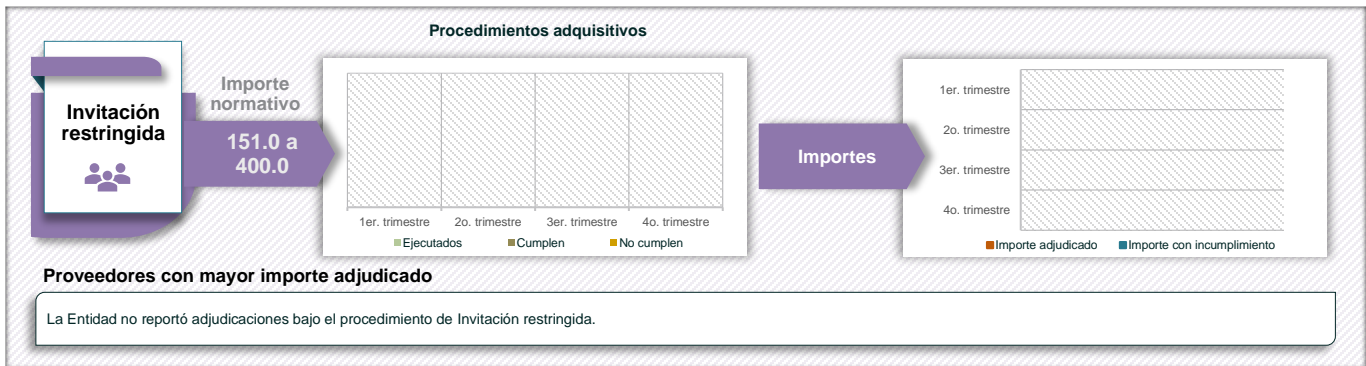 Procedimientos adquisitivos
Invitación
restringida
Importe
normativo
151.0 a
400.0
1er. trimestre 2o. trimestre 3er. trimestre 4o. trimestre
Ejecutados Cumplen No cumplen
Importes
1er. trimestre
2o. trimestre
3er. trimestre
4o. trimestre
Importe adjudicado Importe con incumplimiento
Proveedores con mayor importe adjudicado
La Entidad no reportó adjudicaciones bajo el procedimiento de Invitación restringida.